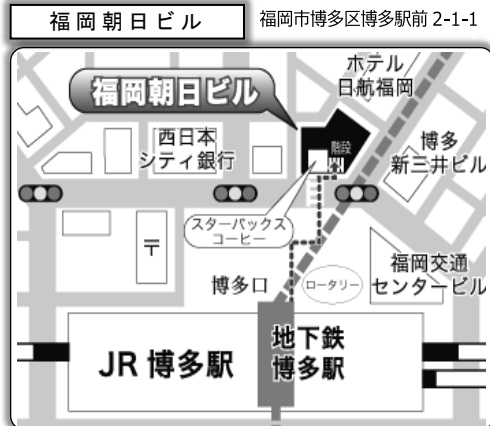 福岡朝日ビル
福岡市博多区博多駅前 2-1-1
ホテル
日航福岡
福岡朝日ビル
階段
西日本
シティ銀行
博多
新三井ビル
スターバックス
コーヒー
〒
福岡交通
センタービル
博多口
ロータリー
JR 博多駅
地下鉄
博多駅